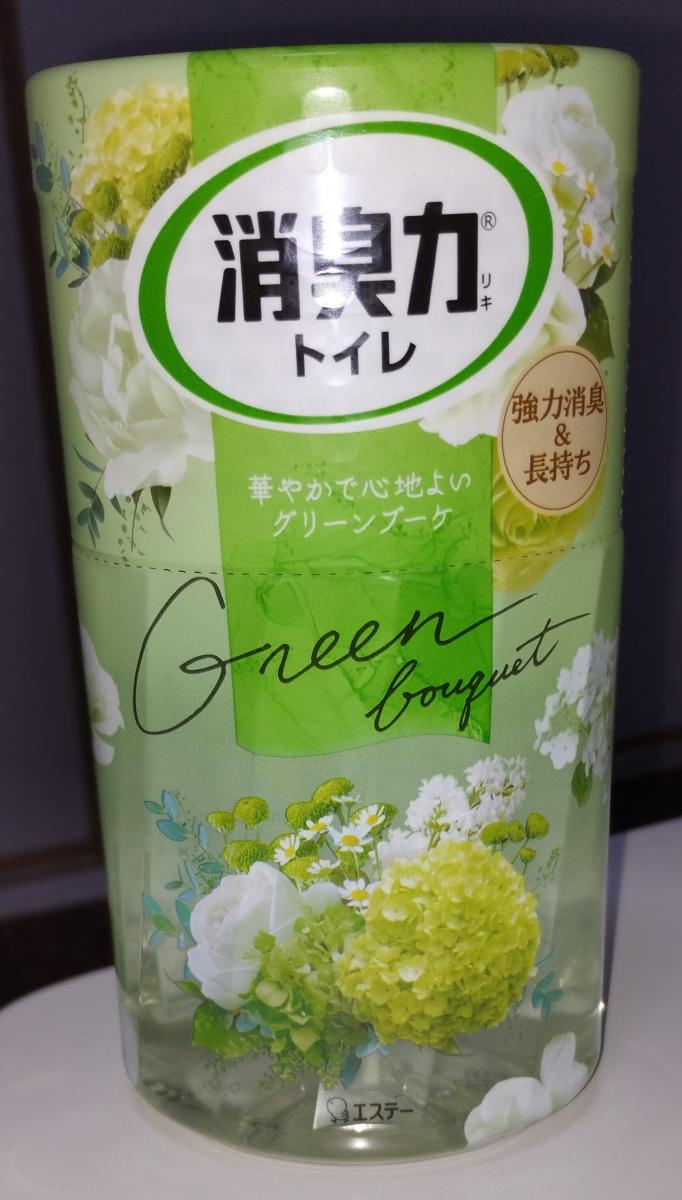 消臭力®
リキ
トイレ
強力消臭
&
長持ち
華やかで心地よい
グリーンブーケ
Green
bouquet
エステー